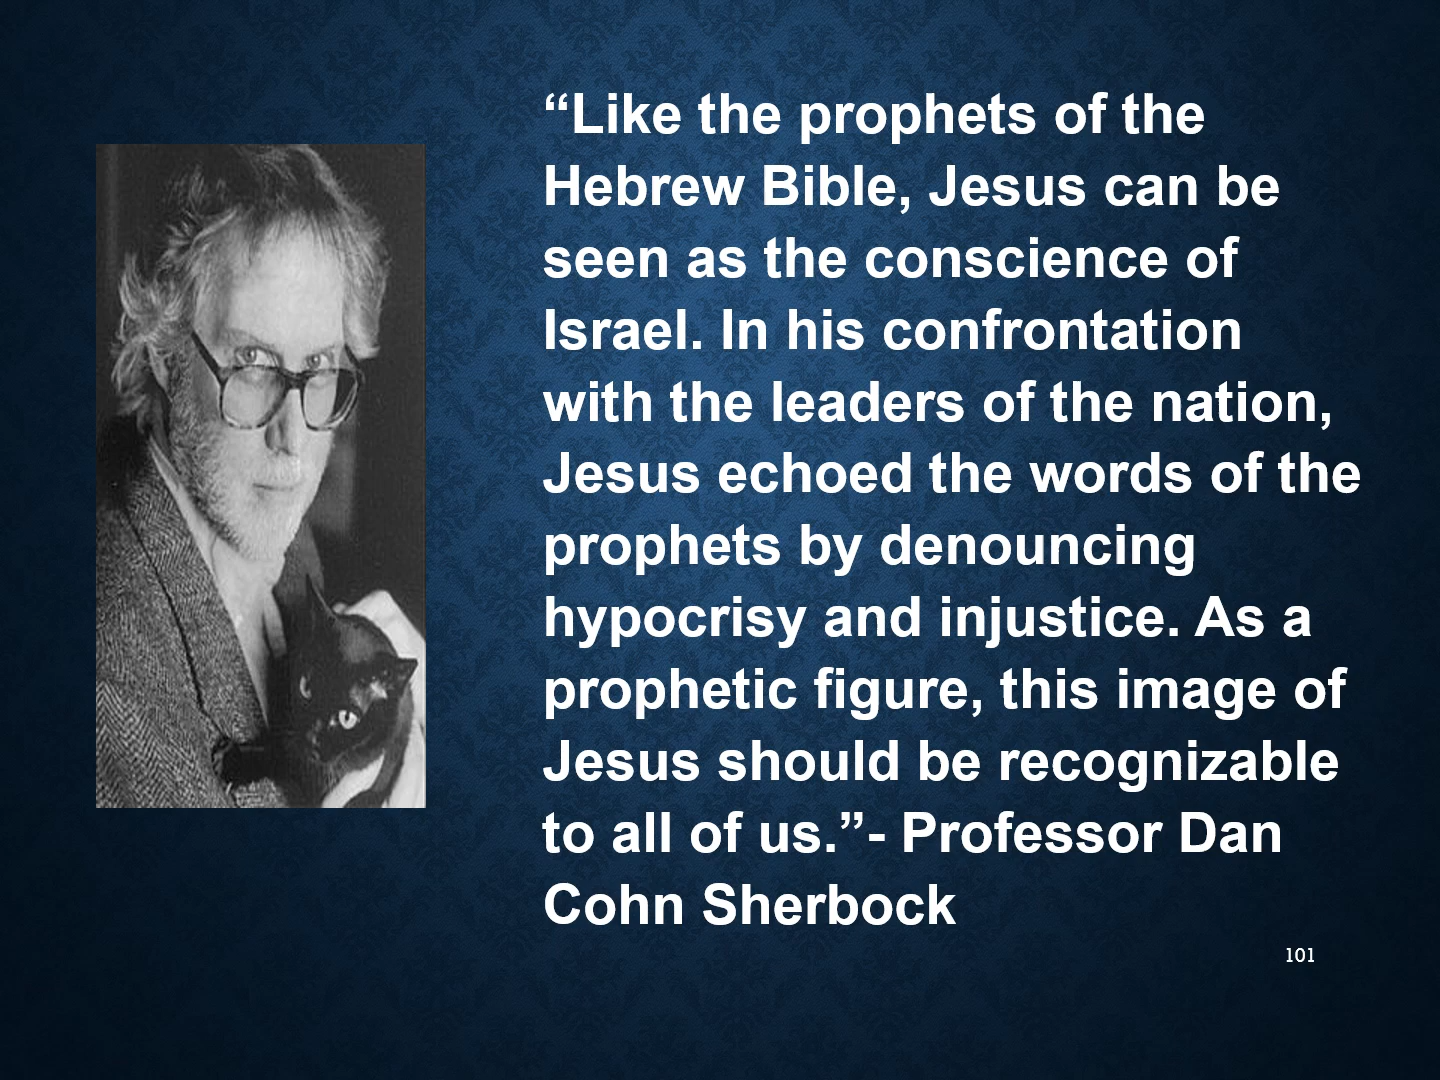 “Like the prophets of the
Hebrew Bible, Jesus can be
seen as the conscience of
Israel. In his confrontation
with the leaders of the nation,
Jesus echoed the words of the
prophets by denouncing
hypocrisy and injustice. As a
prophetic figure, this image of
Jesus should be recognizable
to all of us.”- Professor Dan
Cohn Sherbock
101